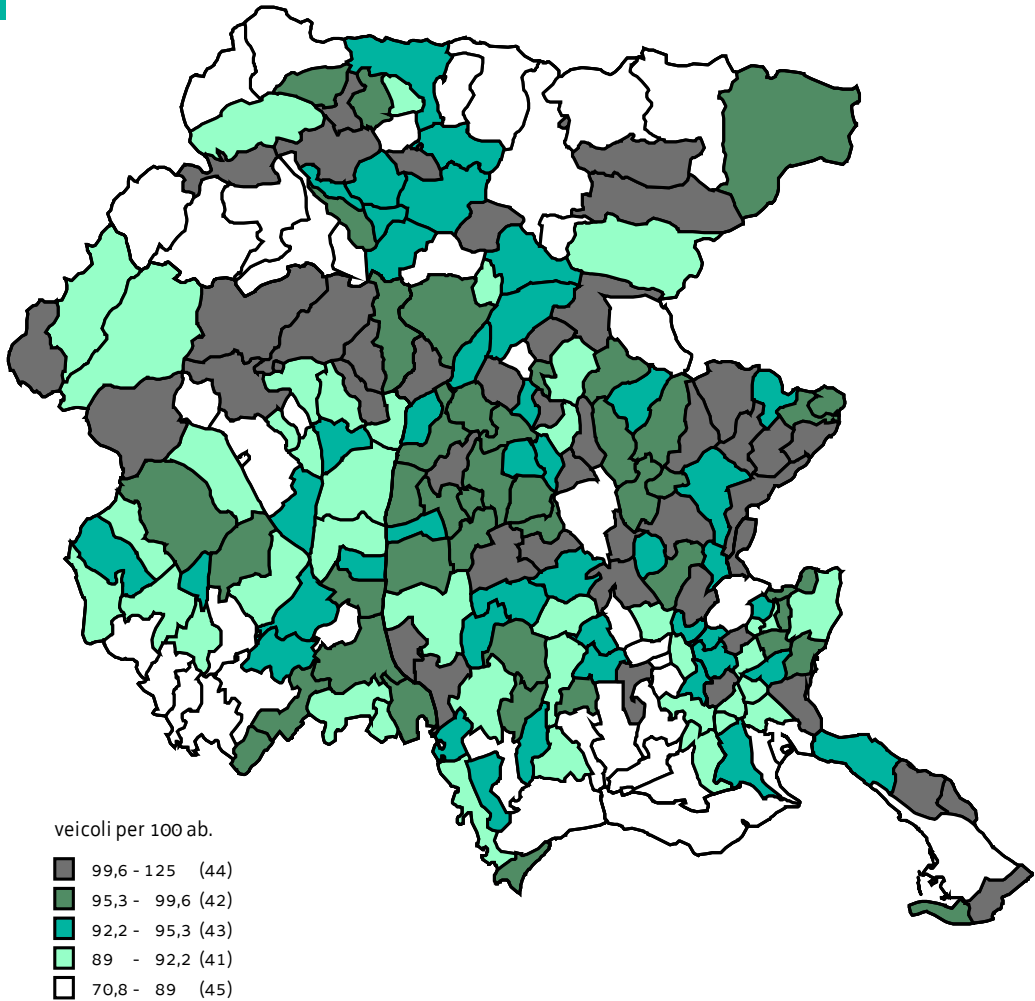 veicoli per 100 ab.
99,6 - 125 (44)
95,3 - 99,6 (42)
92,2 - 95,3 (43)
89 - 92,2 (41)
70,8 - 89 (45)